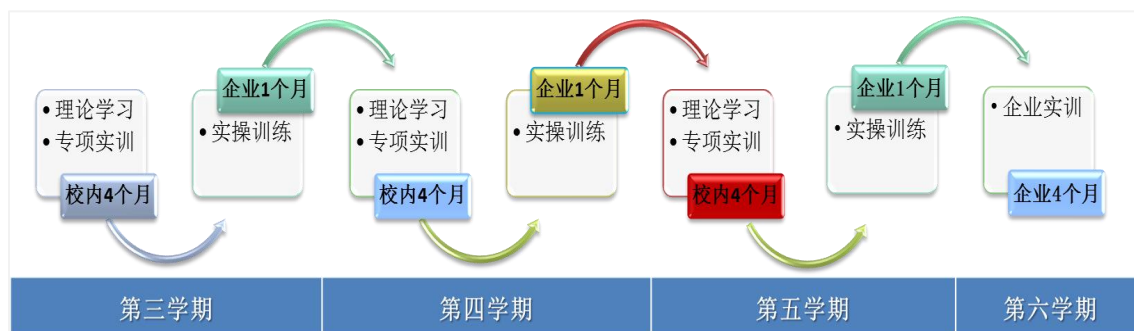 • 理论学习
• 专项实训
校内4个月
企业1个月
• 实操训练
• 理论学习
• 专项实训
校内4个月
企业1个月
• 实操训练
• 理论学习
• 专项实训
校内4个月
企业1个月
• 实操训练
• 企业实训
企业4个月
第三学期
第四学期
第五学期
第六学期